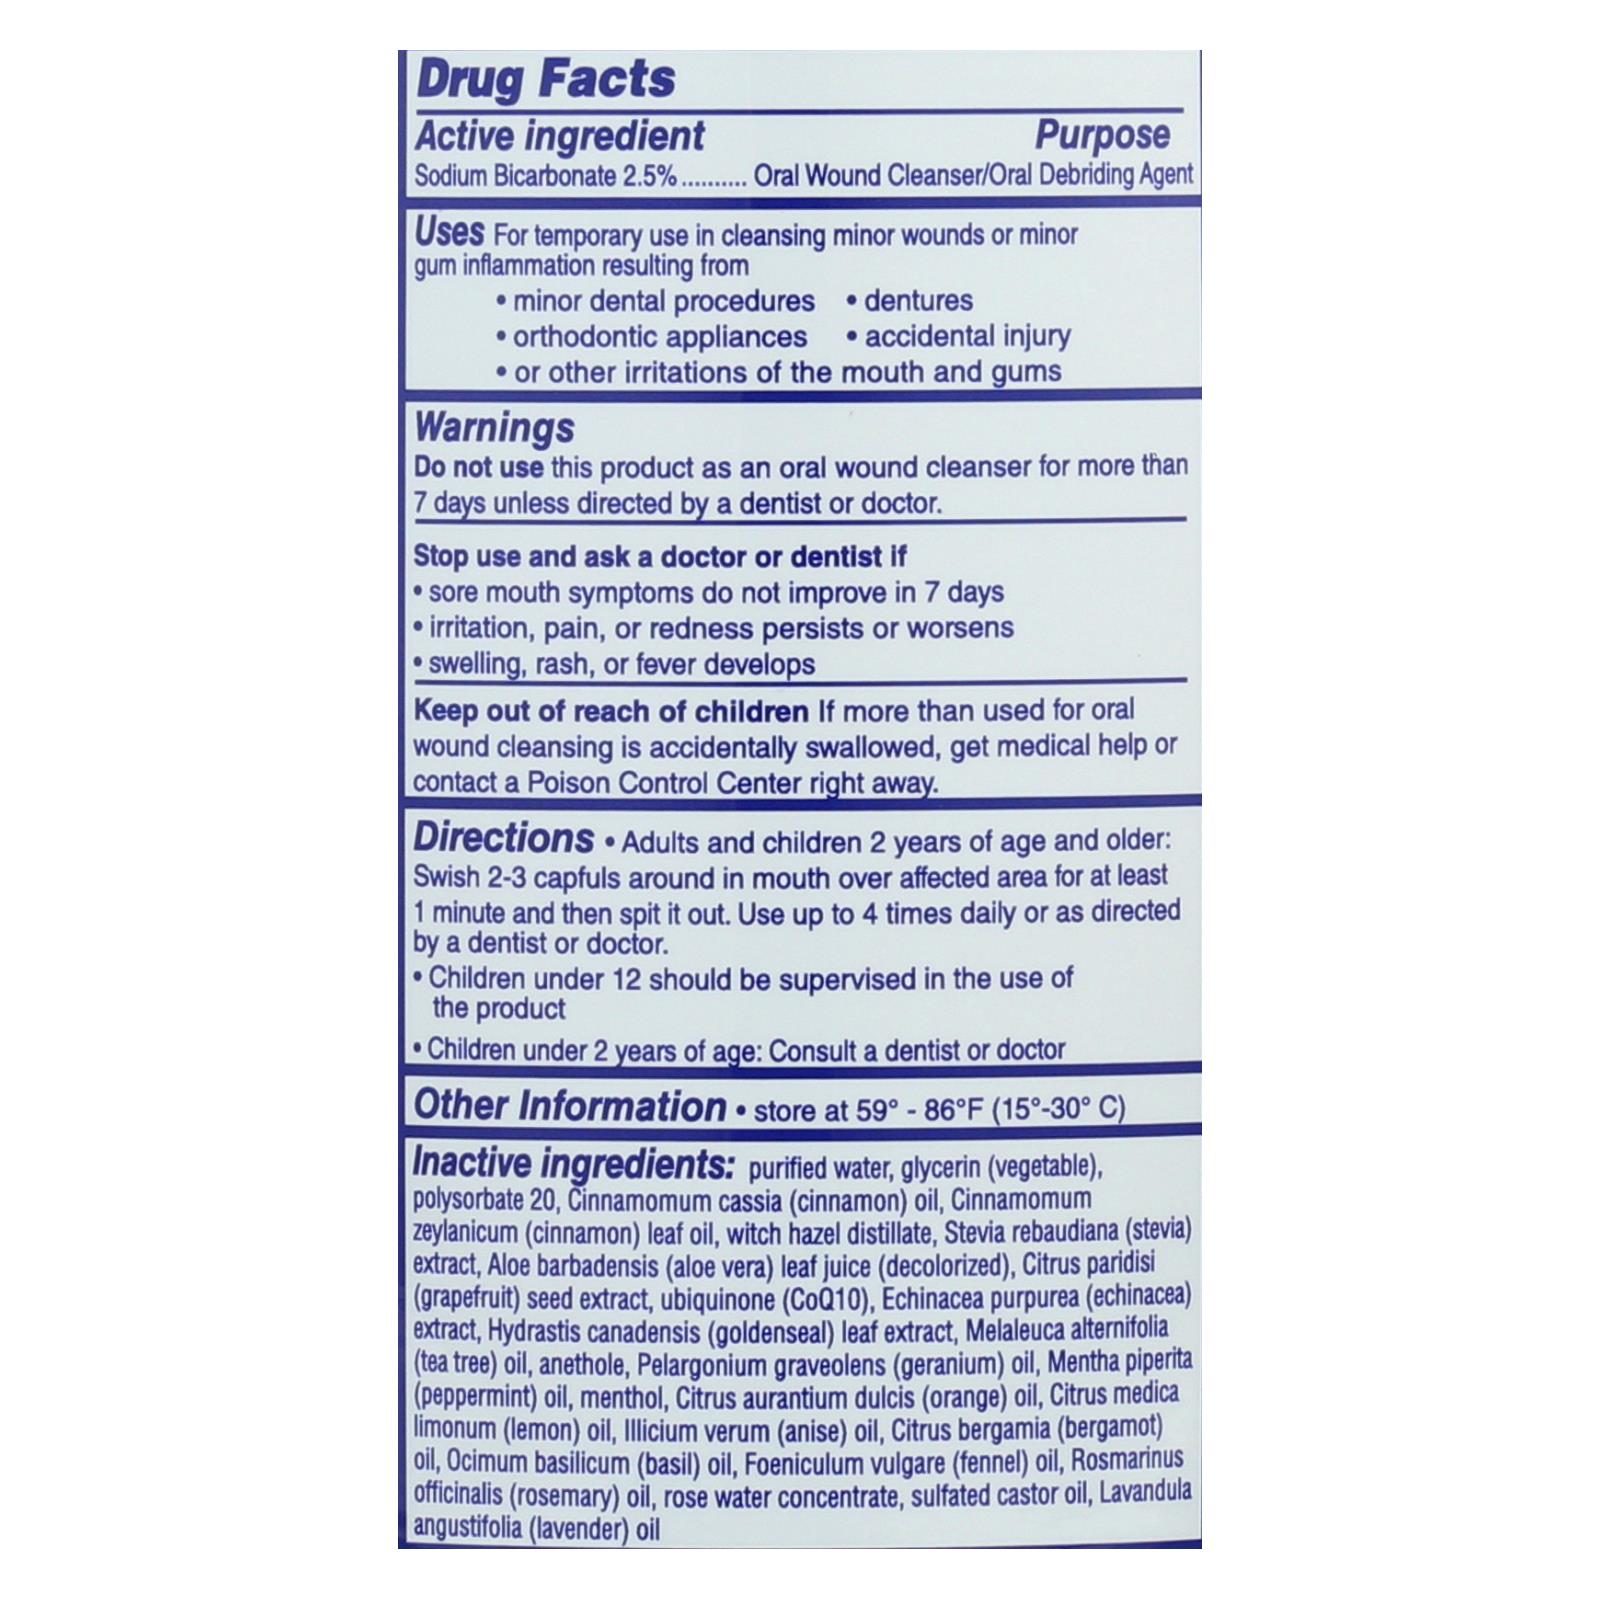 Drug Facts
Active ingredient Purpose
Sodium Bicarbonate 2.5%.......... Oral Wound Cleanser/Oral Debriding Agent
Uses For temporary use in cleansing minor wounds or minor
gum inflammation resulting from
• minor dental procedures • dentures
• orthodontic appliances • accidental injury
• or other irritations of the mouth and gums
Warnings
Do not use this product as an oral wound cleanser for more than
7 days unless directed by a dentist or doctor.
Stop use and ask a doctor or dentist if
• sore mouth symptoms do not improve in 7 days
• irritation, pain, or redness persists or worsens
• swelling, rash, or fever develops
Keep out of reach of children If more than used for oral
wound cleansing is accidentally swallowed, get medical help or
contact a Poison Control Center right away.
Directions • Adults and children 2 years of age and older:
Swish 2-3 capfuls around in mouth over affected area for at least
1 minute and then spit it out. Use up to 4 times daily or as directed
by a dentist or doctor.
• Children under 12 should be supervised in the use of
the product
• Children under 2 years of age: Consult a dentist or doctor
Other Information • store at 59° - 86°F (15°-30° C)
Inactive ingredients: purified water, glycerin (vegetable),
polysorbate 20, Cinnamomum cassia (cinnamon) oil, Cinnamomum
zeylanicum (cinnamon) leaf oil, witch hazel distillate, Stevia rebaudiana (stevia)
extract, Aloe barbadensis (aloe vera) leaf juice (decolorized), Citrus paridisi
(grapefruit) seed extract, ubiquinone (CoQ10), Echinacea purpurea (echinacea)
extract, Hydrastis canadensis (goldenseal) leaf extract, Melaleuca alternifolia
(tea tree) oil, anethole, Pelargonium graveolens (geranium) oil, Mentha piperita
(peppermint) oil, menthol, Citrus aurantium dulcis (orange) oil, Citrus medica
limonum (lemon) oil, Illicium verum (anise) oil, Citrus bergamia (bergamot)
oil, Ocimum basilicum (basil) oil, Foeniculum vulgare (fennel) oil, Rosmarinus
officinalis (rosemary) oil, rose water concentrate, sulfated castor oil, Lavandula
angustifolia (lavender) oil